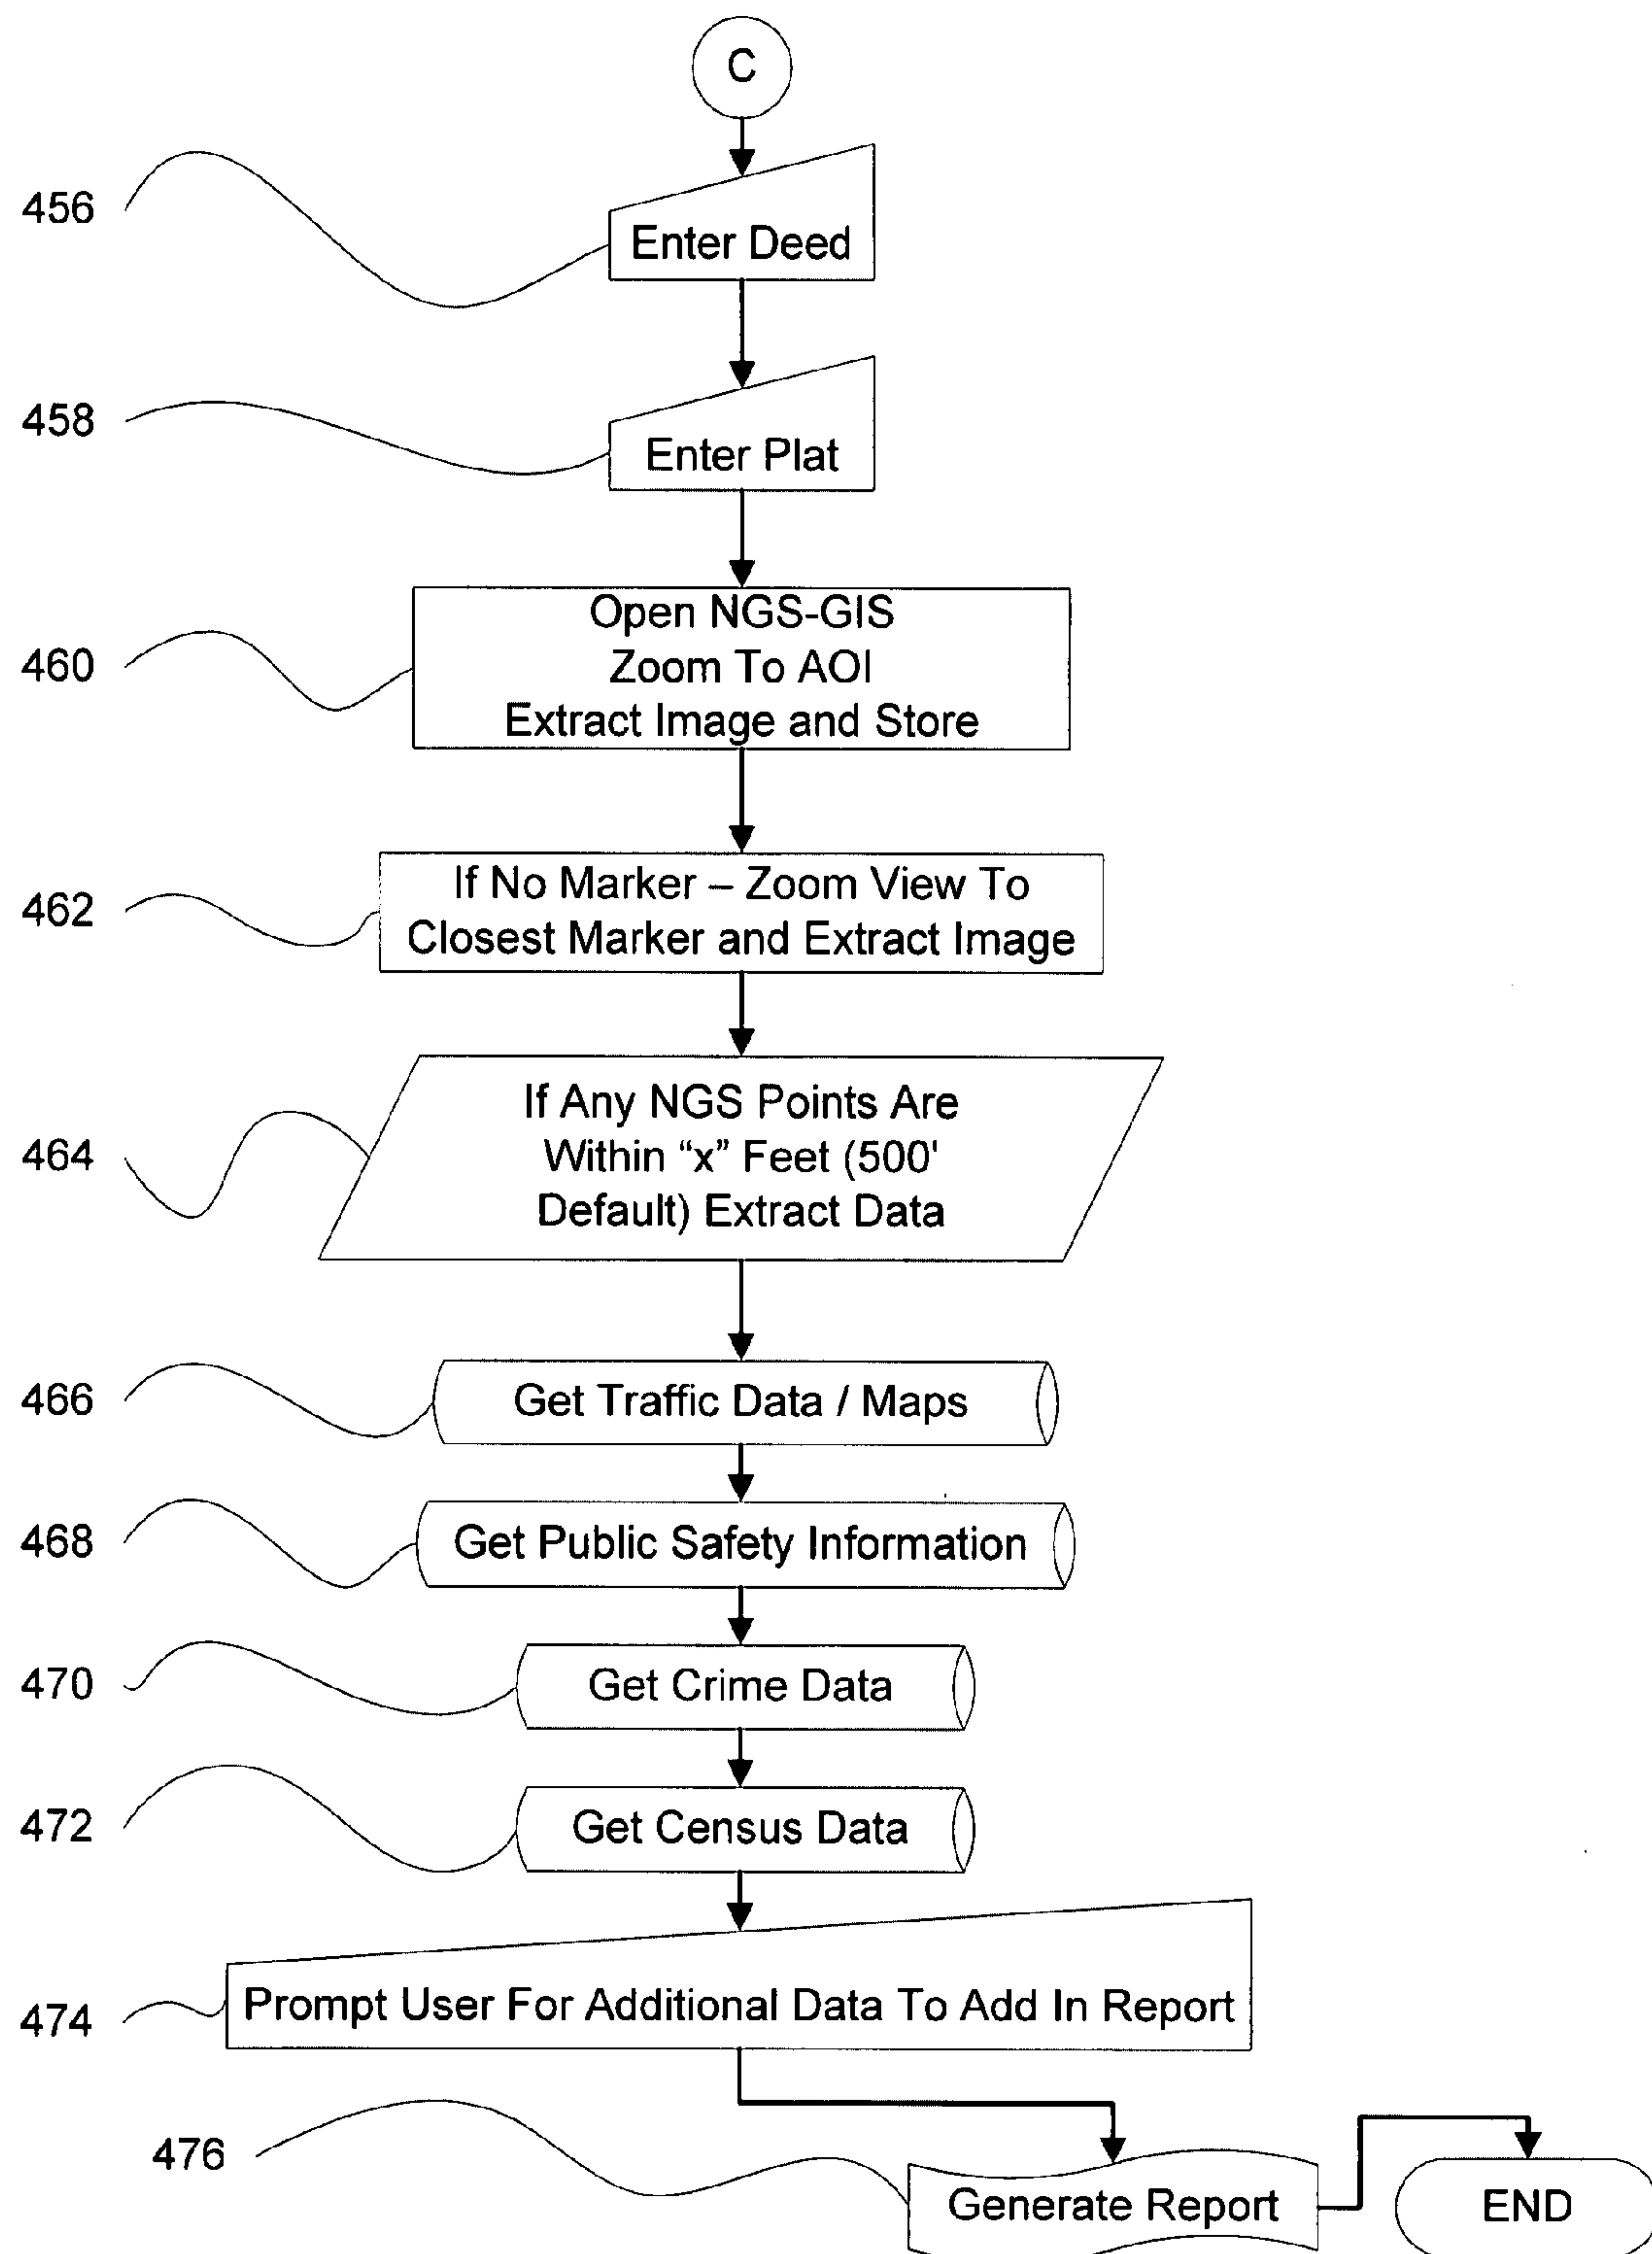 C
456
Enter Deed
458
Enter Plat
460
Open NGS-GIS
Zoom To AOI
Extract Image and Store
462
If No Marker – Zoom View To
Closest Marker and Extract Image
464
If Any NGS Points Are
Within “x” Feet (500'
Default) Extract Data
466
Get Traffic Data / Maps
468
Get Public Safety Information
470
Get Crime Data
472
Get Census Data
474
Prompt User For Additional Data To Add In Report
476
Generate Report
END